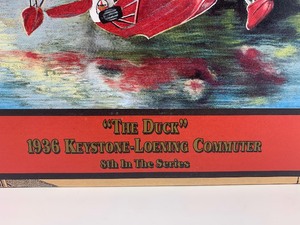 "The Duck"
1936 Keystone-Loening Commuter
8th In The Series